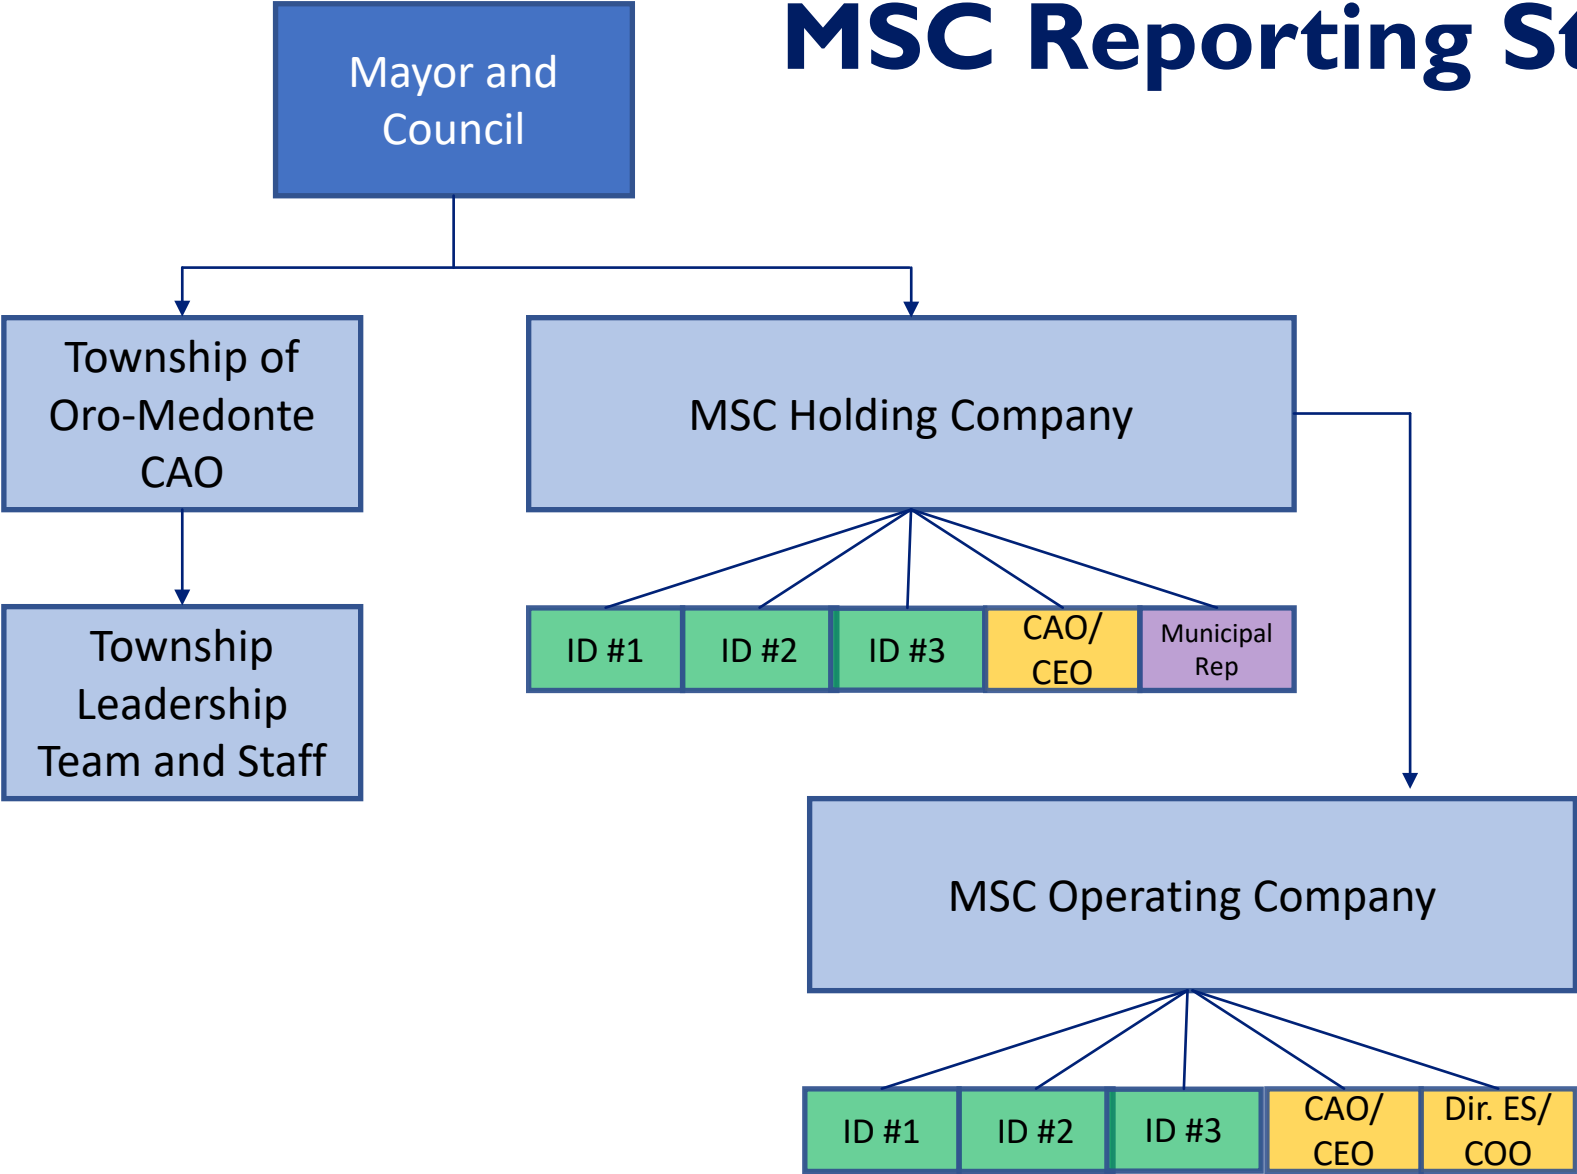 MSC Reporting St
Mayor and
Council
Township of
Oro-Medonte
CAO
MSC Holding Company
Township
Leadership
Team and Staff
ID #1
ID #2
ID #3
CAO/
CEO
Municipal
Rep
MSC Operating Company
ID #1
ID #2
ID #3
CAO/
CEO
Dir. ES/
COO